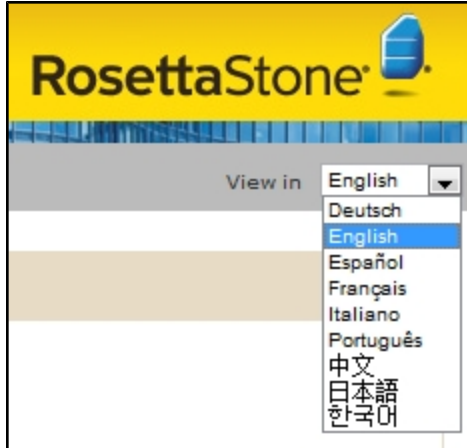 RosettaStone
View in English
Deutsch
English
Español
Français
Italiano
Português
中文
日本語
한국어